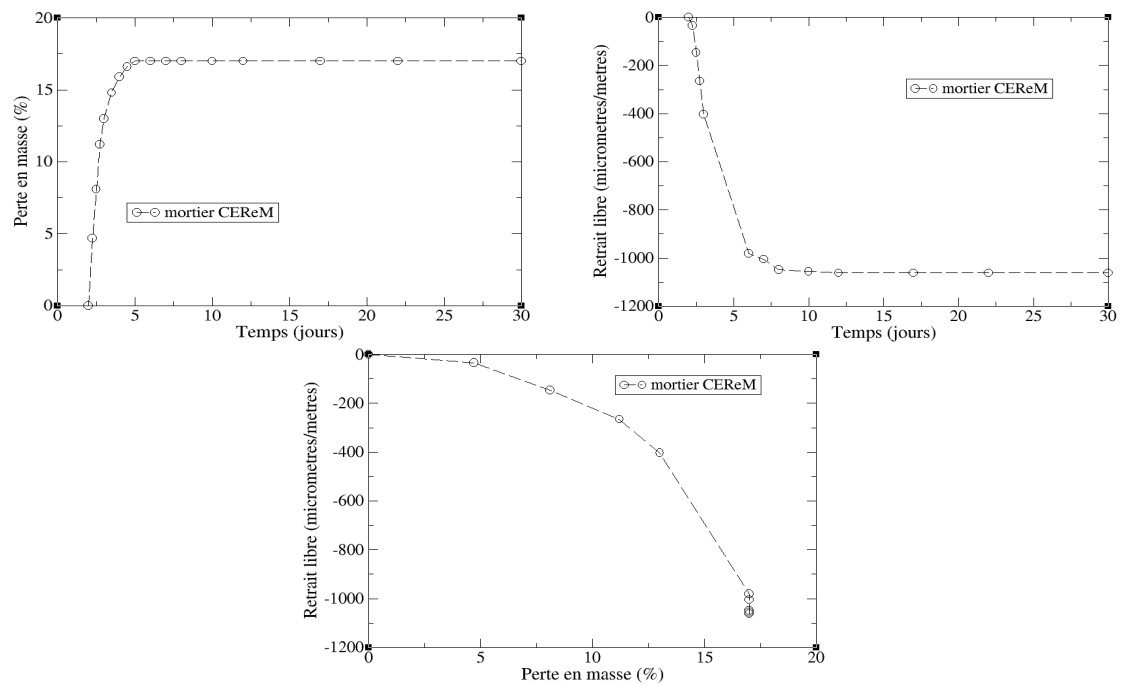 20
15
10
5
0
Perte en masse (%)
mortier CEReM
0 5 10 15 20 25 30
Temps (jours)
0
-200
-400
-600
-800
-1000
-1200
Retrait libre (micrometres/metres)
mortier CEReM
0 5 10 15 20 25 30
Temps (jours)
0
-200
-400
-600
-800
-1000
-1200
Retrait libre (micrometres/metres)
mortier CEReM
0 5 10 15 20
Perte en masse (%)